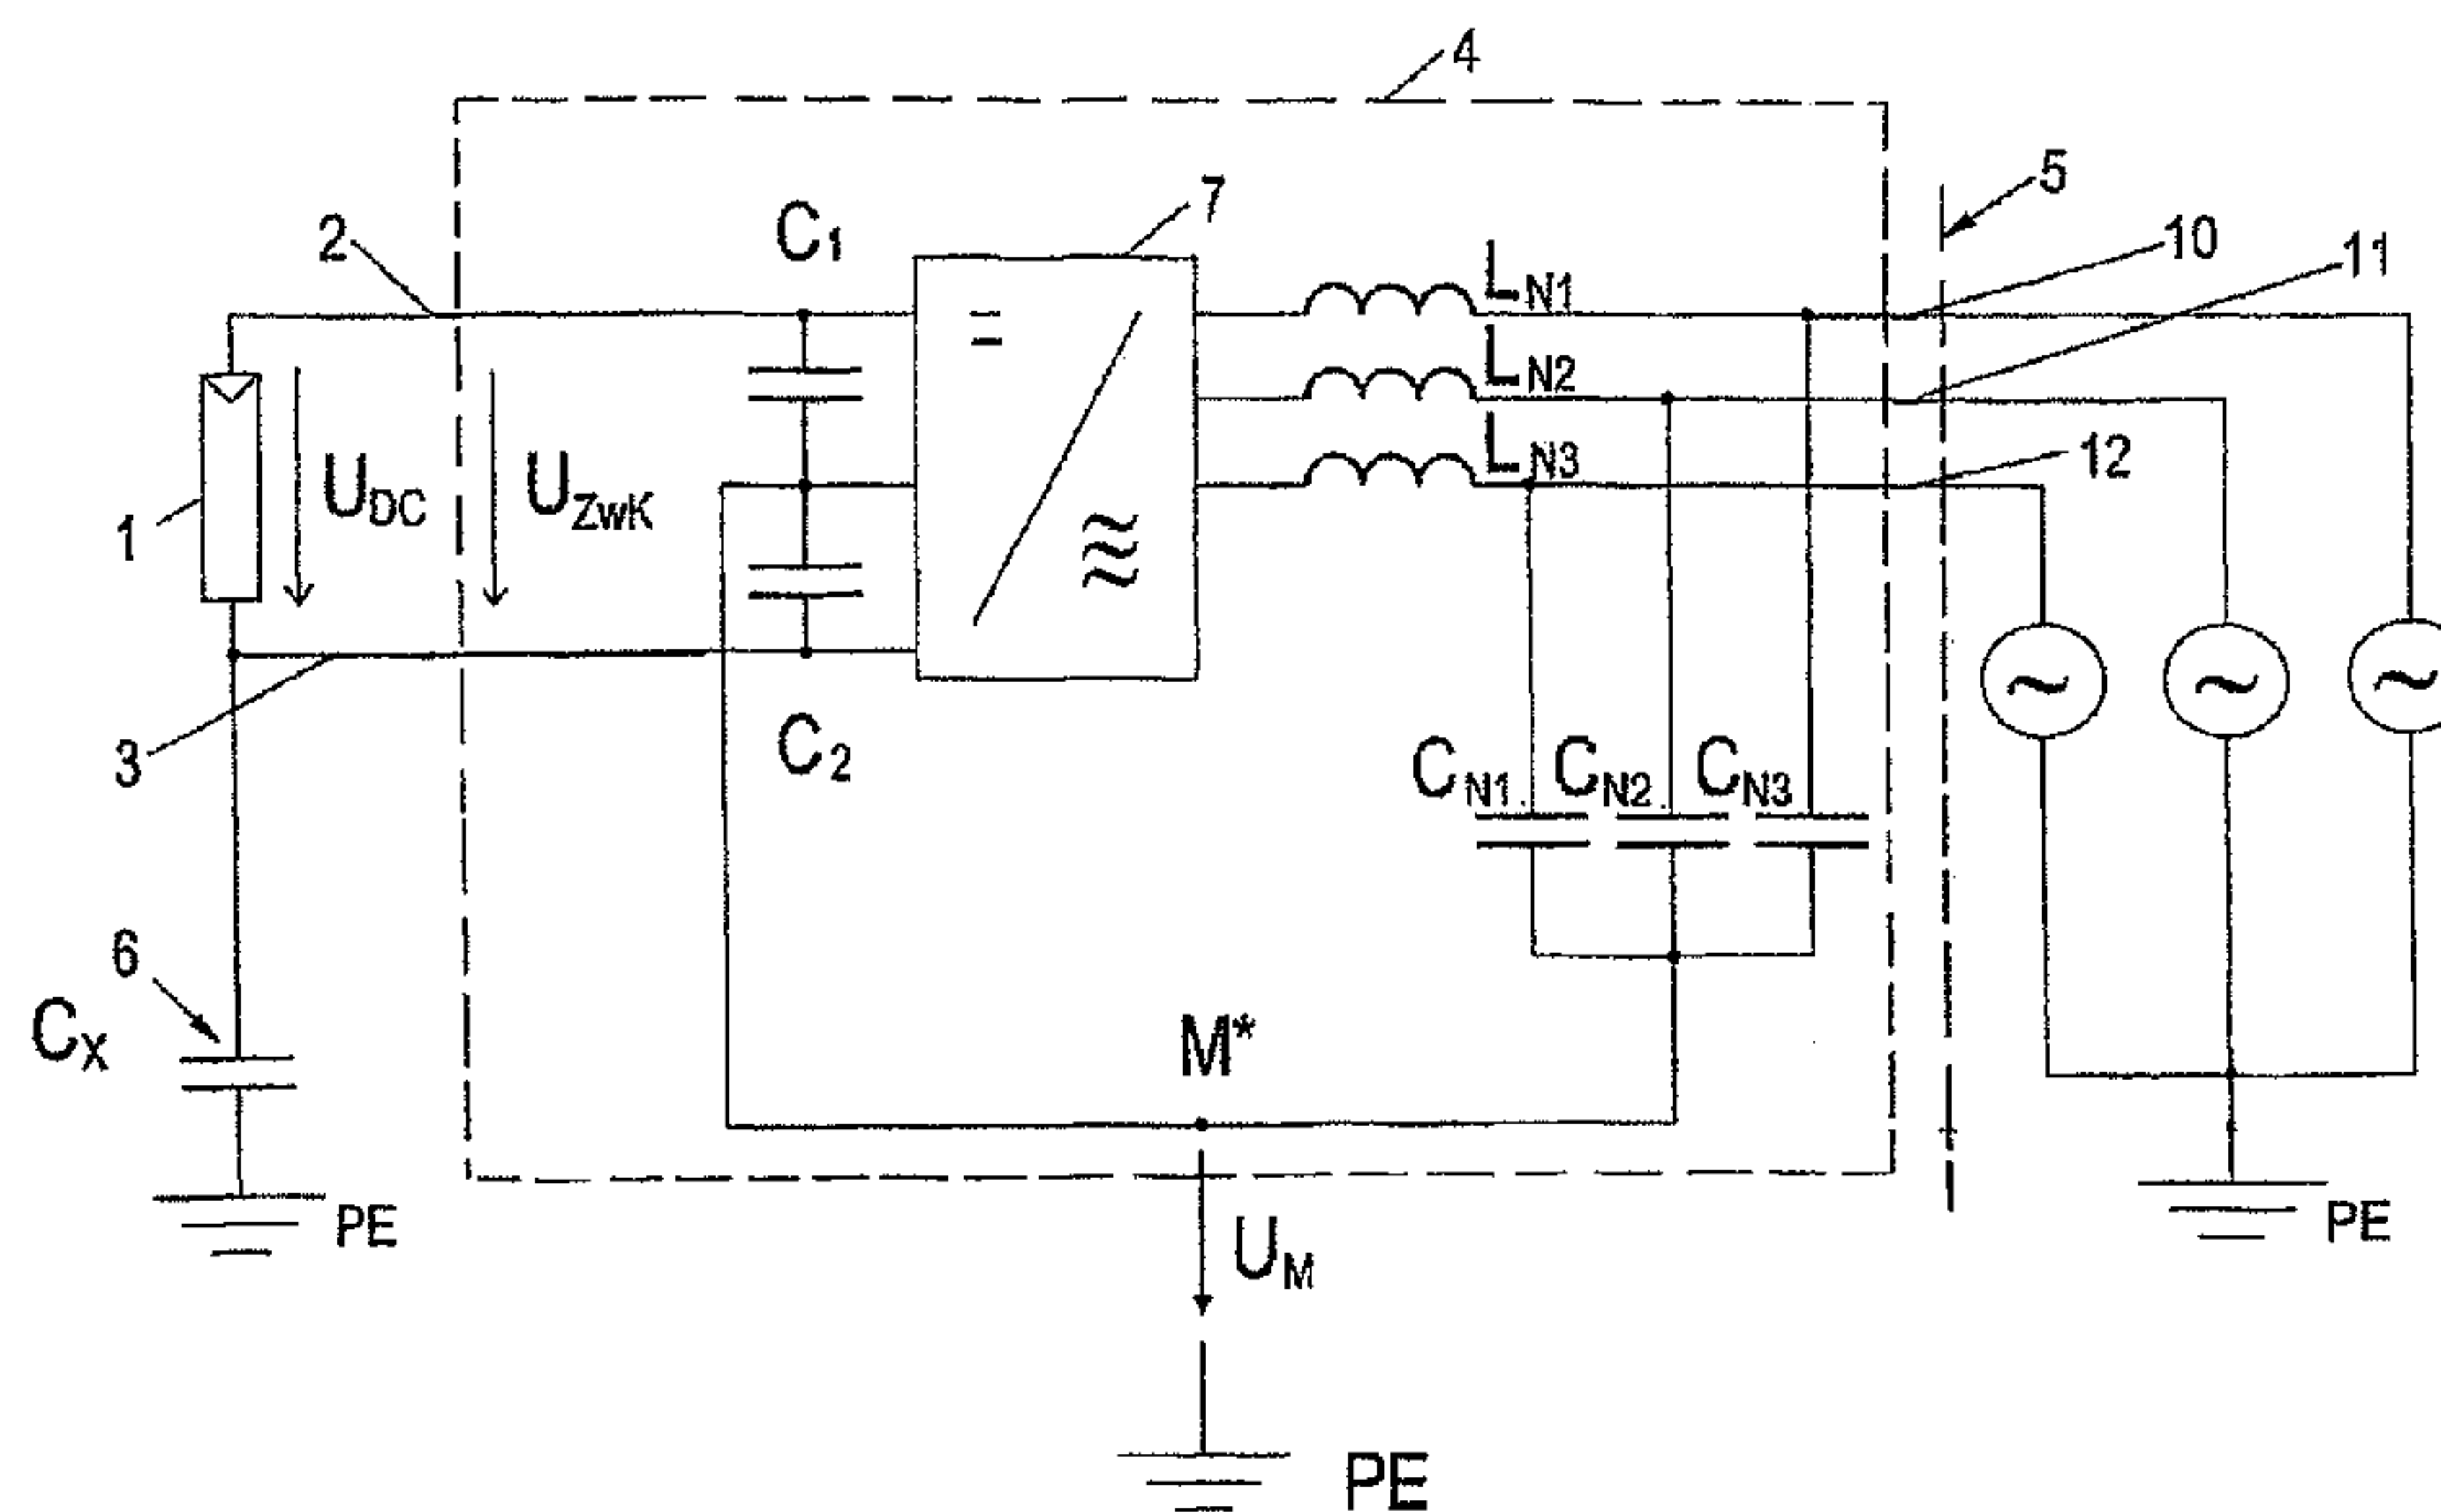 4
5
7
10
2
C1
11
LN1
LN2
12
LN3
UDC
UZwK
1
=
≈
3
C2
CN1
CN2
CN3
~
~
~
6
CX
M*
PE
PE
UM
PE